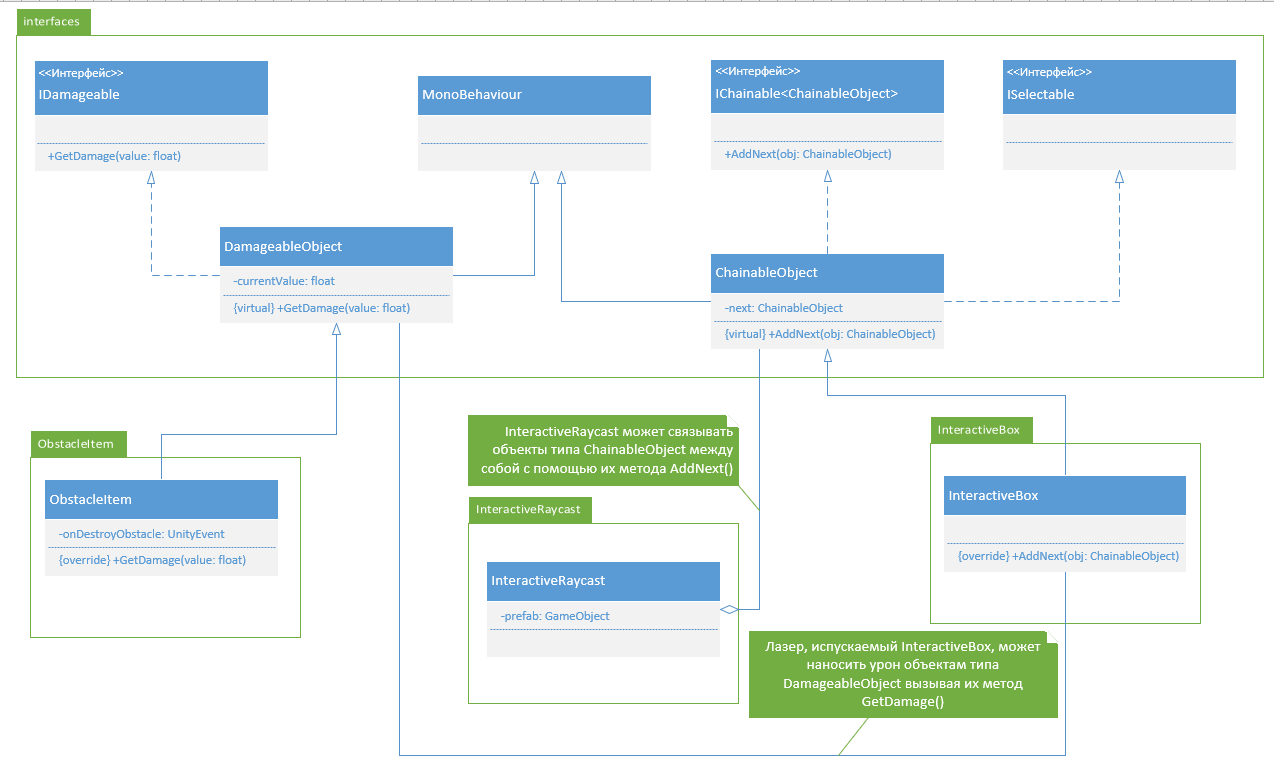 interfaces
<<Интерфейс>>
IDamageable
+GetDamage(value: float)
MonoBehaviour
<<Интерфейс>>
IChainable<ChainableObject>
+AddNext(obj: ChainableObject)
<<Интерфейс>>
ISelectable
DamageableObject
-currentValue: float
{virtual} +GetDamage(value: float)
ChainableObject
-next: ChainableObject
{virtual} +AddNext(obj: ChainableObject)
ObstacleItem
ObstacleItem
-onDestroyObstacle: UnityEvent
{override} +GetDamage(value: float)
InteractiveRaycast может связывать
объекты типа ChainableObject между
собой с помощью их метода AddNext()
InteractiveRaycast
InteractiveRaycast
-prefab: GameObject
InteractiveBox
InteractiveBox
{override} +AddNext(obj: ChainableObject)
Лазер, испускаемый InteractiveBox, может
наносить урон объектам типа
DamageableObject вызывая их метод
GetDamage()